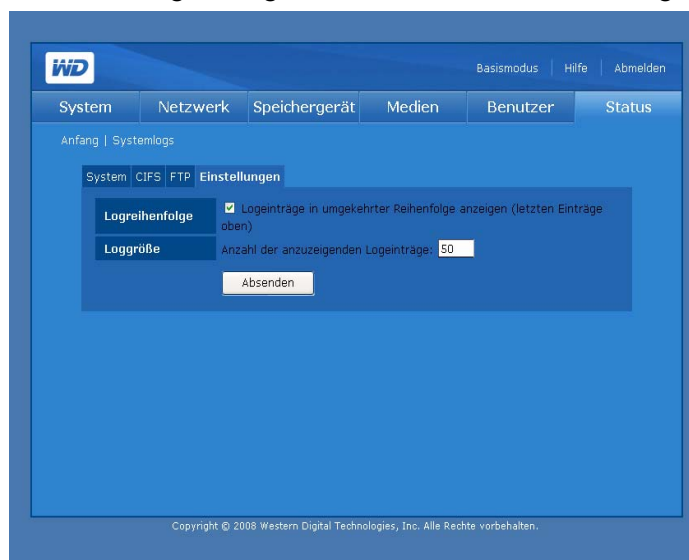 WD
Basismodus | Hilfe | Abmelden
System Netzwerk Speichergerät Medien Benutzer Status
Anfang | Systemlogs
System CIFS FTP Einstellungen
Logreihenfolge
Logeinträge in umgekehrter Reihenfolge anzeigen (letzten Einträge
oben)
Loggröße
Anzahl der anzuzeigenden Logeinträge: 50
Absenden
Copyright © 2008 Western Digital Technologies, Inc. Alle Rechte vorbehalten.